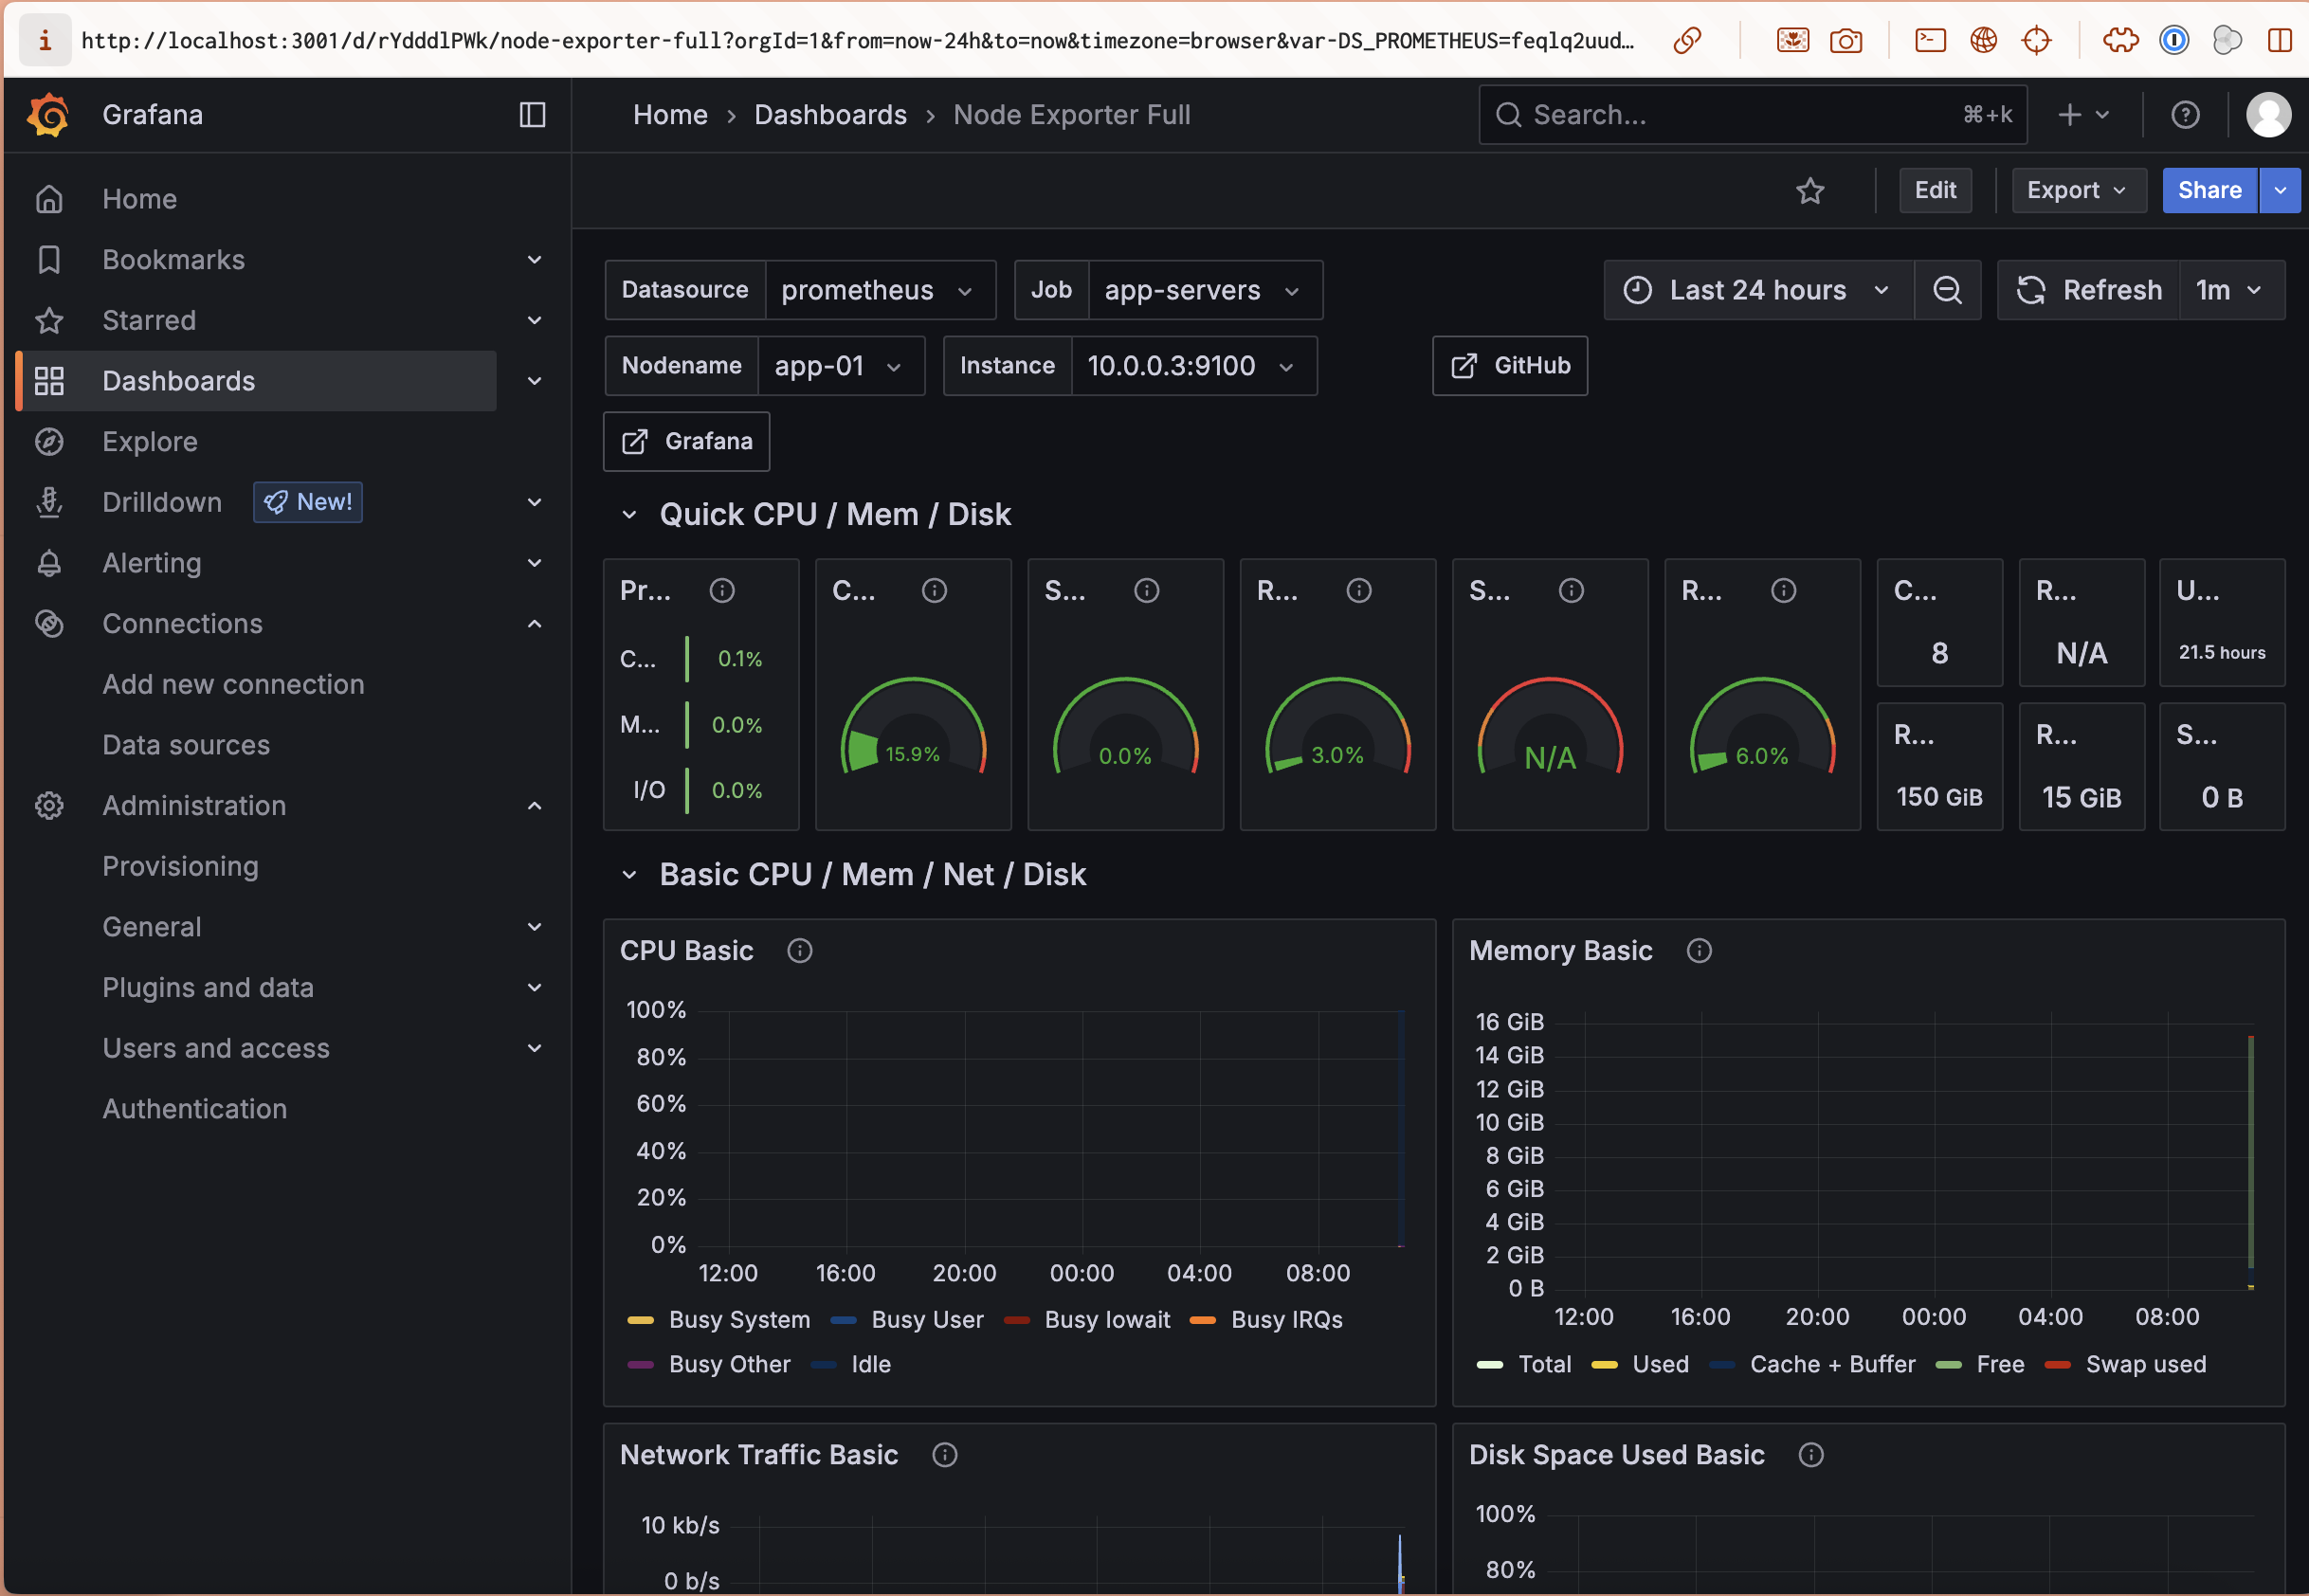 i http://localhost:3001/d/rYdddlPWk/node-exporter-full?orgId=1&from=now-24h&to=now&timezone=browser&var-DS_PROMETHEUS=feqlq2uud…
Grafana
Home › Dashboards › Node Exporter Full
Search... ⌘+k
Home
Bookmarks
Starred
Dashboards
Explore
Drilldown New!
Alerting
Connections
Add new connection
Data sources
Administration
Provisioning
General
Plugins and data
Users and access
Authentication
Edit Export Share
Datasource prometheus Job app-servers Last 24 hours Refresh 1m
Nodename app-01 Instance 10.0.0.3:9100 GitHub
Grafana
Quick CPU / Mem / Disk
Pr... C... S... R... S... R... C... R... U...
C... 0.1%
M... 0.0%
I/O 0.0%
15.9% 0.0% 3.0% N/A 6.0%
8 N/A 21.5 hours
R... R... S...
150 GiB 15 GiB 0 B
Basic CPU / Mem / Net / Disk
CPU Basic
100%
80%
60%
40%
20%
0%
12:00 16:00 20:00 00:00 04:00 08:00
Busy System Busy User Busy Iowait Busy IRQs
Busy Other Idle
Memory Basic
16 GiB
14 GiB
12 GiB
10 GiB
8 GiB
6 GiB
4 GiB
2 GiB
0 B
12:00 16:00 20:00 00:00 04:00 08:00
Total Used Cache + Buffer Free Swap used
Network Traffic Basic
10 kb/s
0 b/s
Disk Space Used Basic
100%
80%